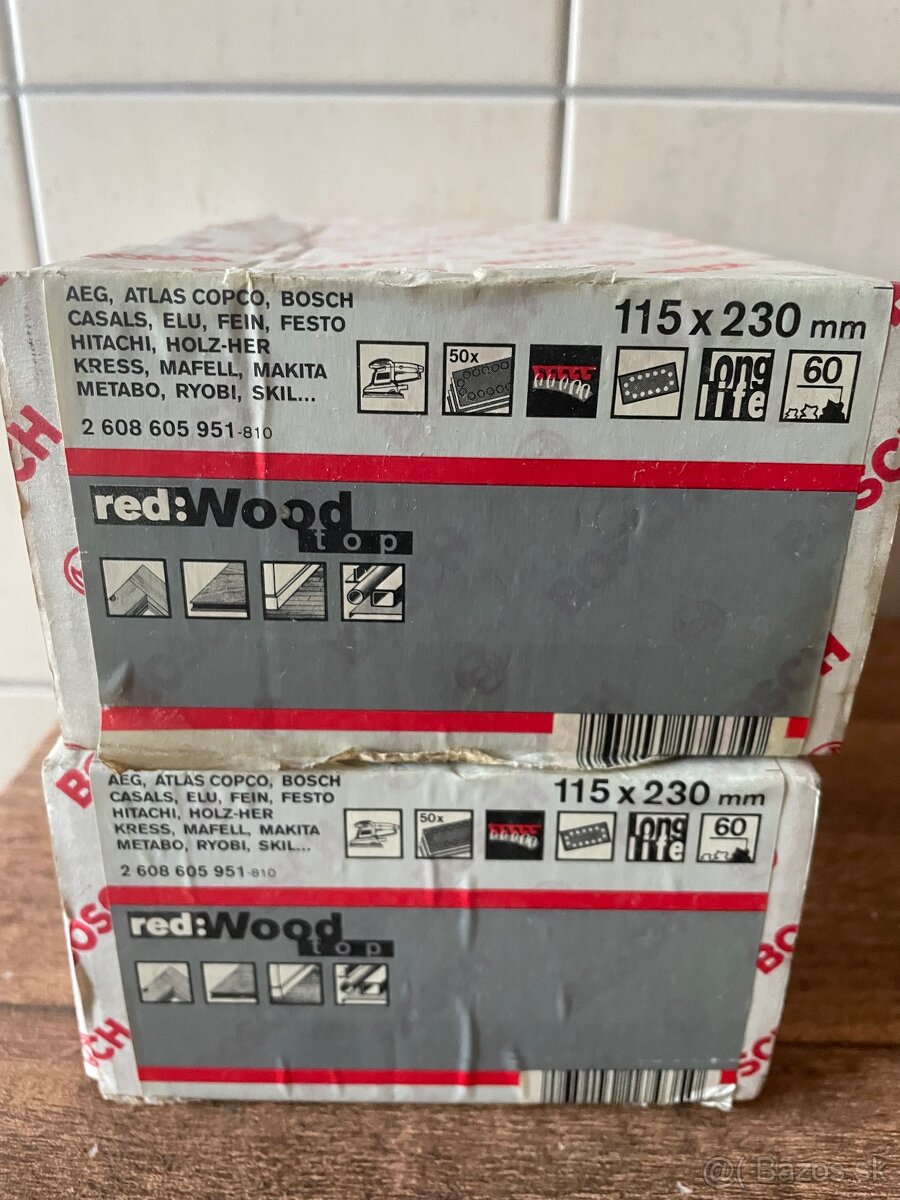 AEG, ATLAS COPCO, BOSCH
CASALS, ELU, FEIN, FESTO
HITACHI, HOLZ-HER
KRESS, MAFELL, MAKITA
METABO, RYOBI, SKIL...
2 608 605 951-810
115 x 230 mm
50x
Long
life
60
red:Wood
top
BOSCH
AEG, ATLAS COPCO, BOSCH
CASALS, ELU, FEIN, FESTO
HITACHI, HOLZ-HER
KRESS, MAFELL, MAKITA
METABO, RYOBI, SKIL...
2 608 605 951-810
115 x 230 mm
50x
Long
life
60
red:Wood
top
Bazos.sk